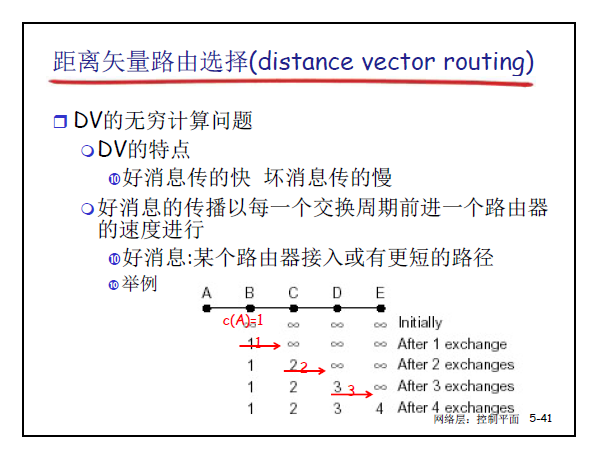 距离矢量路由选择(distance vector routing)
DV的无穷计算问题
DV的特点
好消息传的快 坏消息传的慢
好消息的传播以每一个交换周期前进一个路由器
的速度进行
好消息:某个路由器接入或有更短的路径
举例
A B C D E
c(A)=1
∞ ∞ ∞ ∞ Initially
1 1 ∞ ∞ ∞ After 1 exchange
1 2 2 ∞ ∞ After 2 exchanges
1 2 3 3 ∞ After 3 exchanges
1 2 3 4 After 4 exchanges
网络层：控制平面 5-41